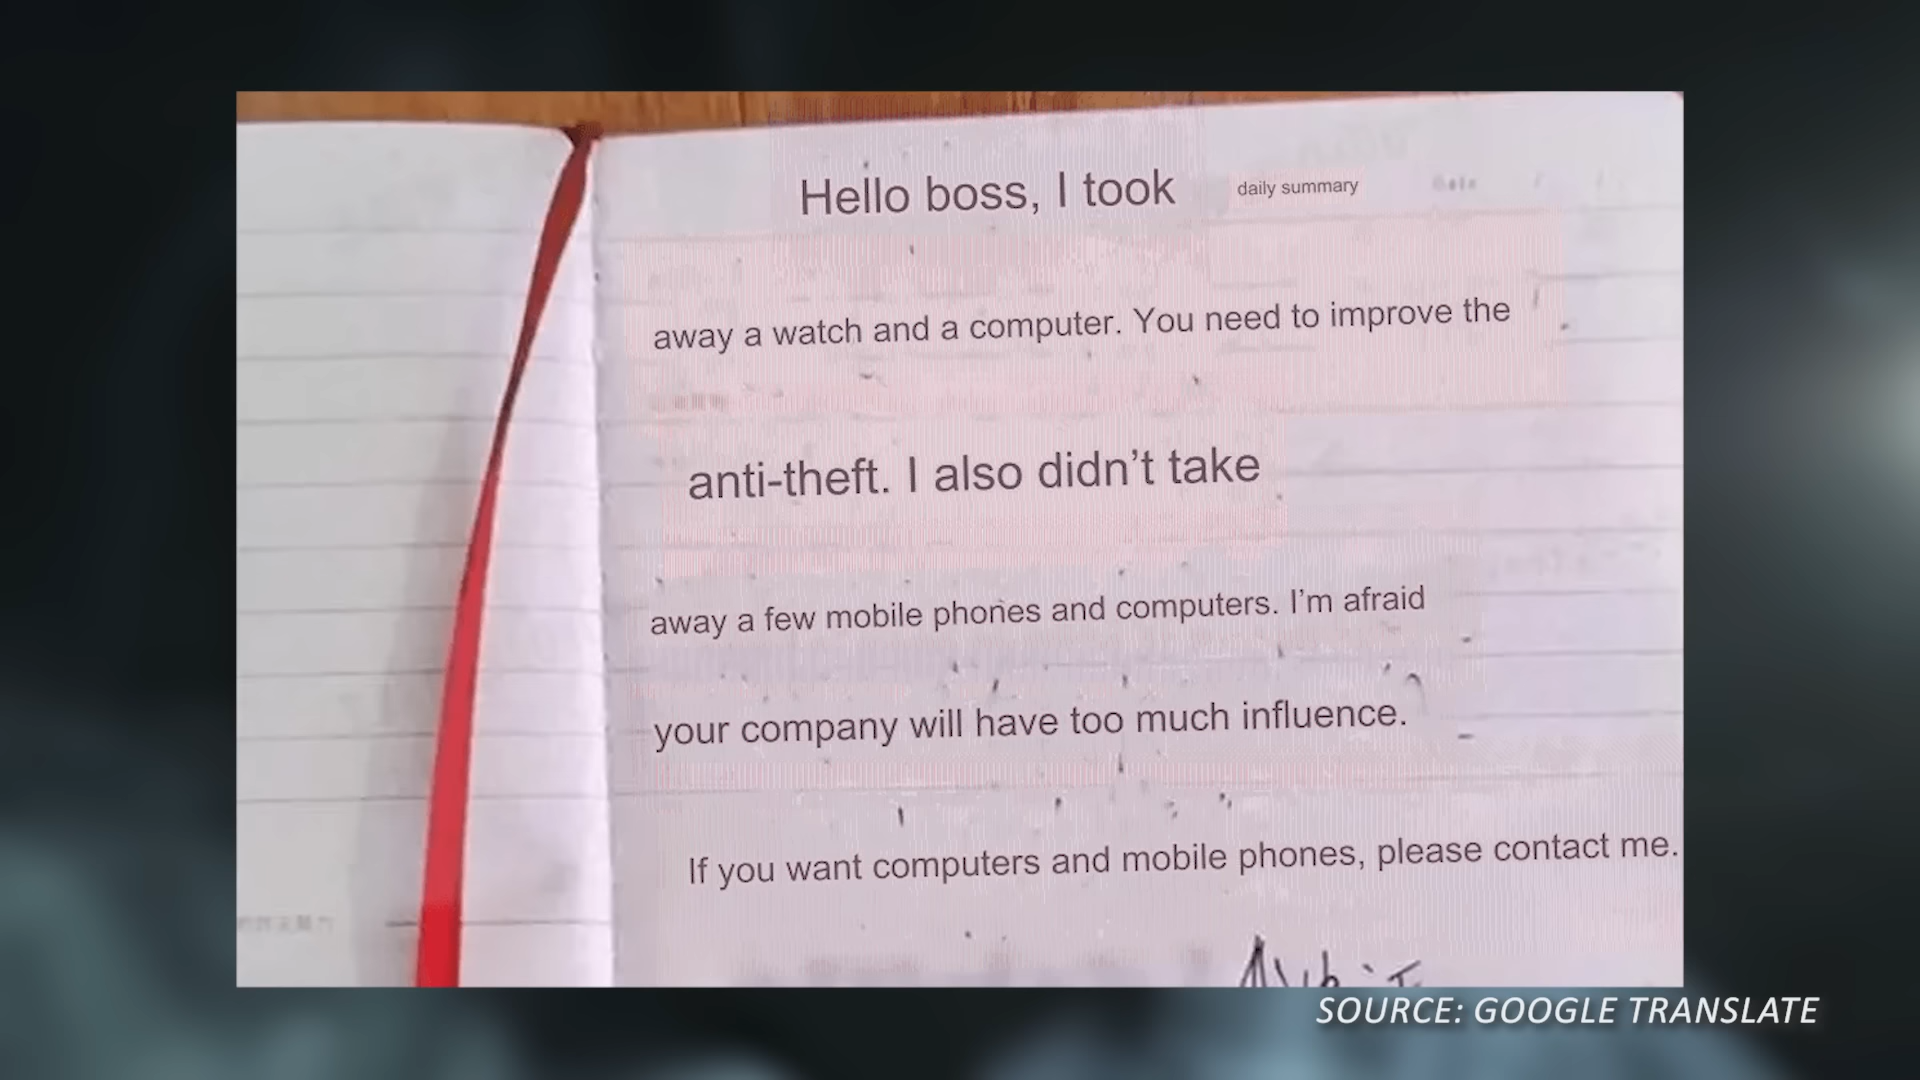 Hello boss, I took daily summary
away a watch and a computer. You need to improve the
anti-theft. I also didn't take
away a few mobile phones and computers. I'm afraid
your company will have too much influence.
If you want computers and mobile phones, please contact me.
SOURCE: GOOGLE TRANSLATE